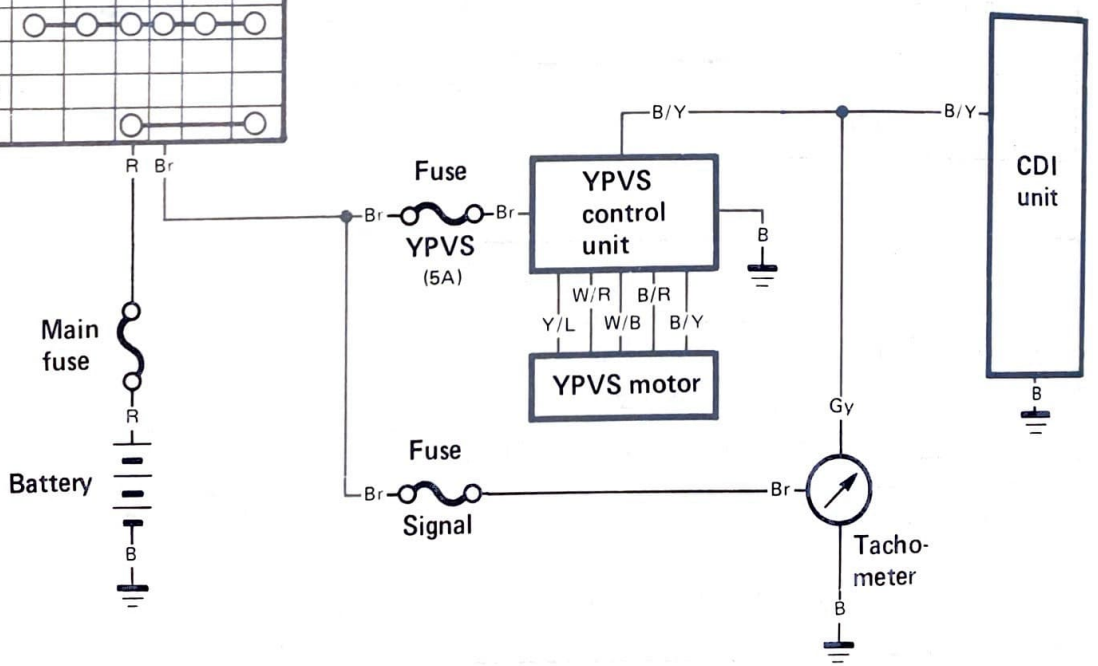 R
Br
B/Y
B/Y
Fuse
Br
Br
YPVS
(5A)
YPVS
control
unit
B
CDI
unit
B
W/R
B/R
Y/L
W/B
B/Y
YPVS motor
Main
fuse
R
Battery
B
Gy
Fuse
Br
Signal
Br
Tacho-
meter
B